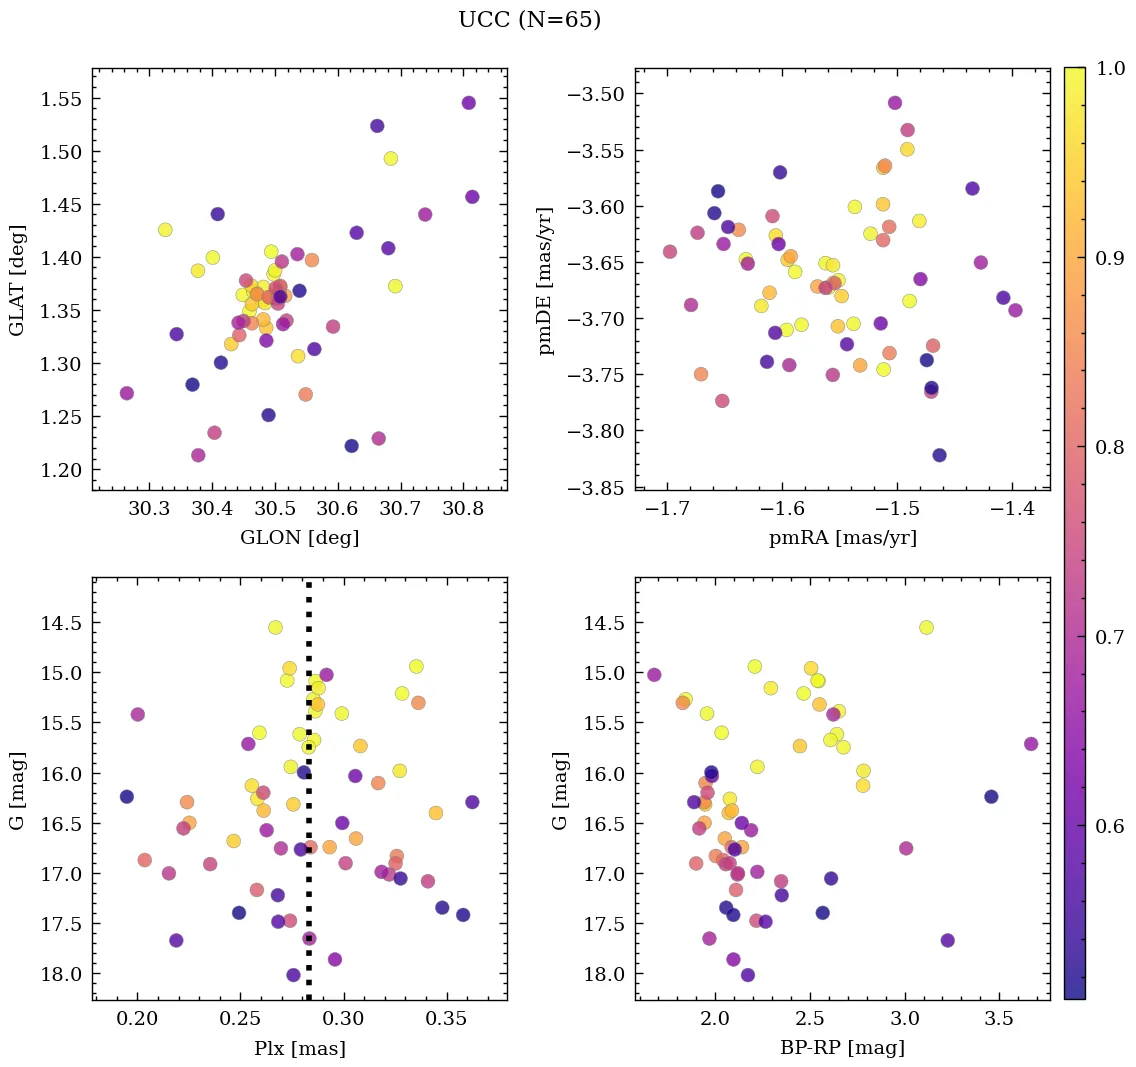 UCC (N=65)
1.55
1.50
1.45
1.40
1.35
1.30
1.25
1.20
GLAT [deg]
30.3 30.4 30.5 30.6 30.7 30.8
GLON [deg]
−3.50
−3.55
−3.60
−3.65
−3.70
−3.75
−3.80
−3.85
pmDE [mas/yr]
−1.7 −1.6 −1.5 −1.4
pmRA [mas/yr]
14.5
15.0
15.5
16.0
16.5
17.0
17.5
18.0
G [mag]
0.20 0.25 0.30 0.35
Plx [mas]
14.5
15.0
15.5
16.0
16.5
17.0
17.5
18.0
G [mag]
2.0 2.5 3.0 3.5
BP-RP [mag]
1.0
0.9
0.8
0.7
0.6